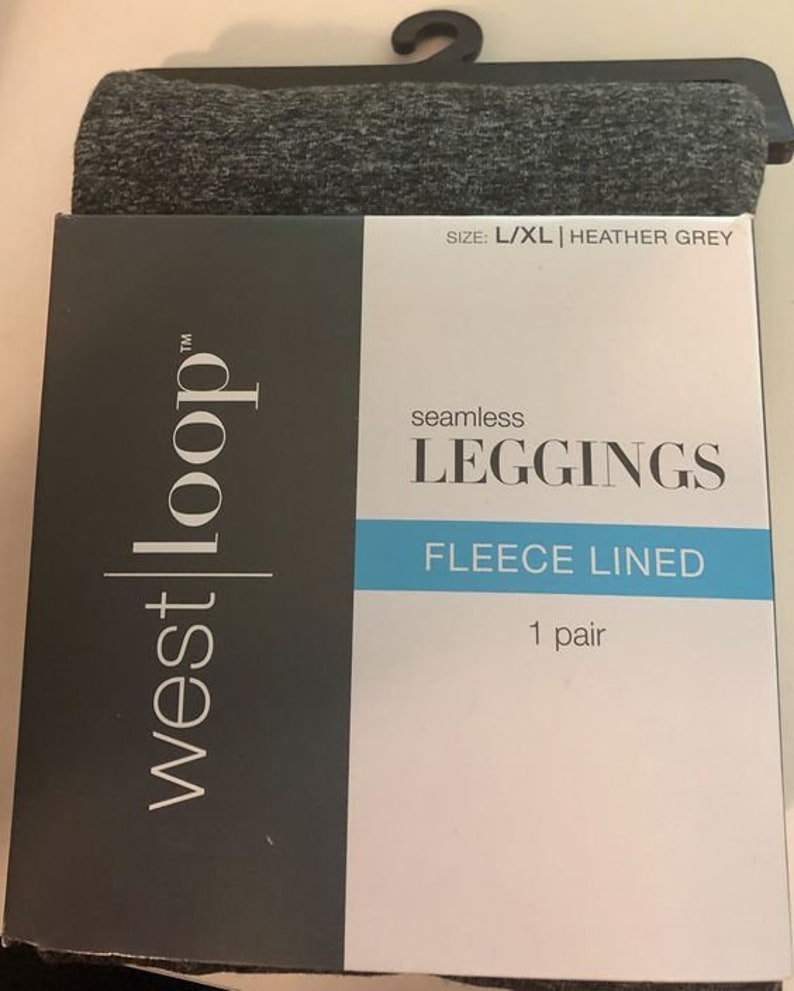 SIZE: L/XL | HEATHER GREY
west|loop™
seamless
LEGGINGS
FLEECE LINED
1 pair